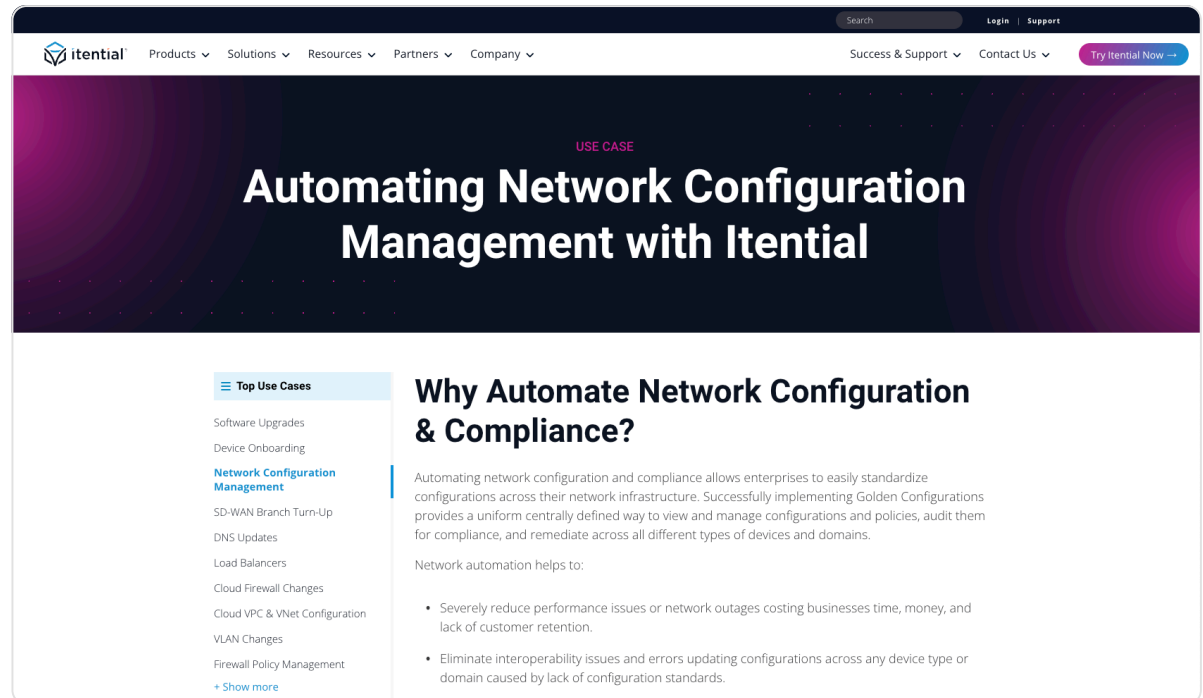 Search
Login | Support
itential
Products
Solutions
Resources
Partners
Company
Success & Support
Contact Us
Try Itential Now →
USE CASE
Automating Network Configuration
Management with Itential
Top Use Cases
Software Upgrades
Device Onboarding
Network Configuration
Management
SD-WAN Branch Turn-Up
DNS Updates
Load Balancers
Cloud Firewall Changes
Cloud VPC & VNet Configuration
VLAN Changes
Firewall Policy Management
+ Show more
Why Automate Network Configuration
& Compliance?
Automating network configuration and compliance allows enterprises to easily standardize
configurations across their network infrastructure. Successfully implementing Golden Configurations
provides a uniform centrally defined way to view and manage configurations and policies, audit them
for compliance, and remediate across all different types of devices and domains.
Network automation helps to:
• Severely reduce performance issues or network outages costing businesses time, money, and
lack of customer retention.
• Eliminate interoperability issues and errors updating configurations across any device type or
domain caused by lack of configuration standards.